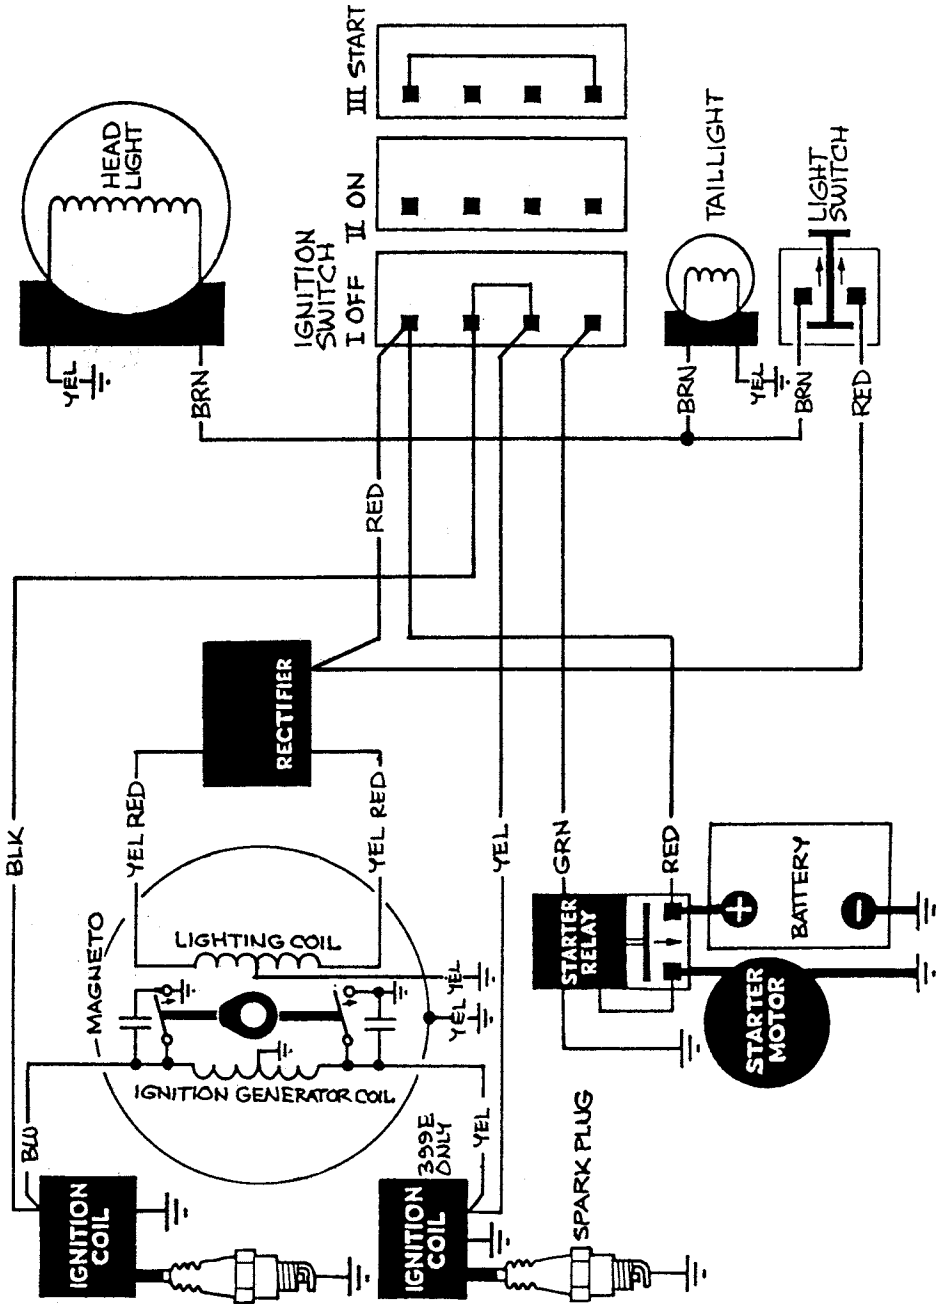 HEAD
LIGHT
YEL
BRN
IGNITION
SWITCH
I OFF
II ON
III START
TAILLIGHT
BRN
YEL
LIGHT
SWITCH
BRN
RED
RED
BLK
RECTIFIER
YEL RED
YEL RED
YEL
GRN
RED
MAGNETO
LIGHTING COIL
YEL
YEL
YEL
IGNITION GENERATOR COIL
STARTER
RELAY
BATTERY
+
−
STARTER
MOTOR
BLU
YEL
399E
ONLY
IGNITION
COIL
IGNITION
COIL
SPARK PLUG